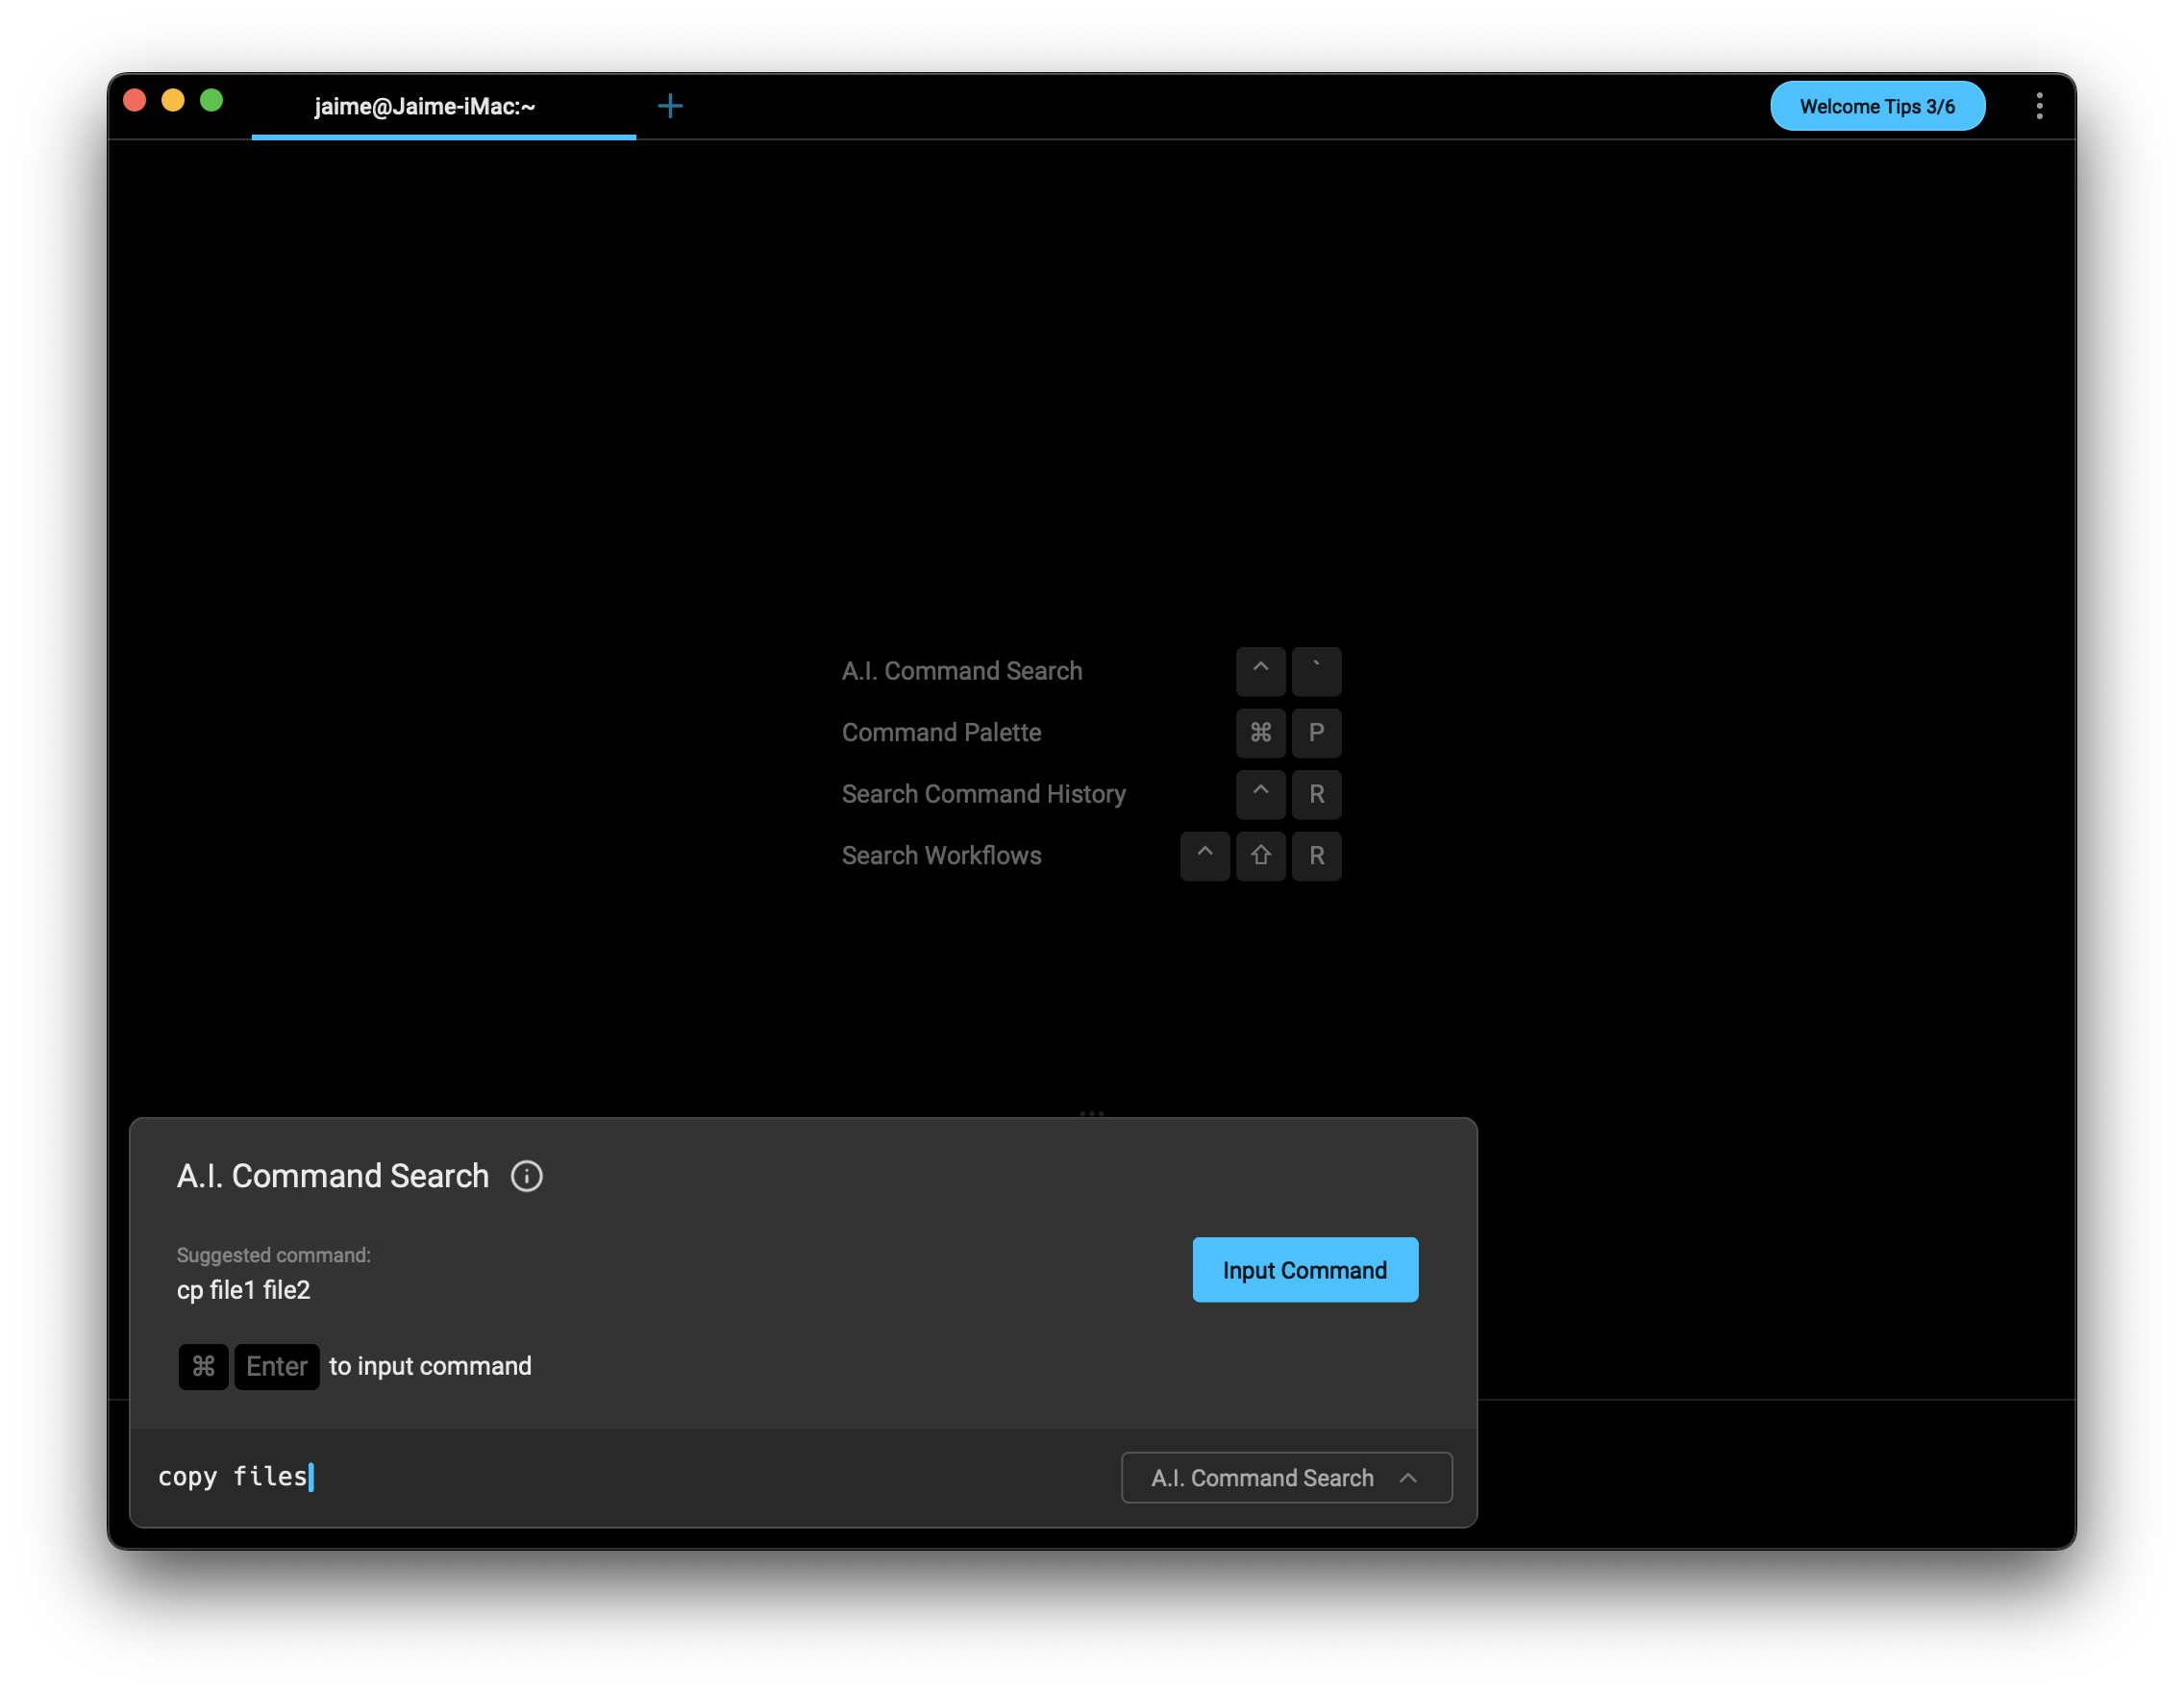 jaime@Jaime-iMac:~ + Welcome Tips 3/6
A.I. Command Search ^ `
Command Palette ⌘ P
Search Command History ^ R
Search Workflows ^ ⇧ R
A.I. Command Search
Suggested command:
cp file1 file2
Input Command
⌘ Enter to input command
copy files
A.I. Command Search